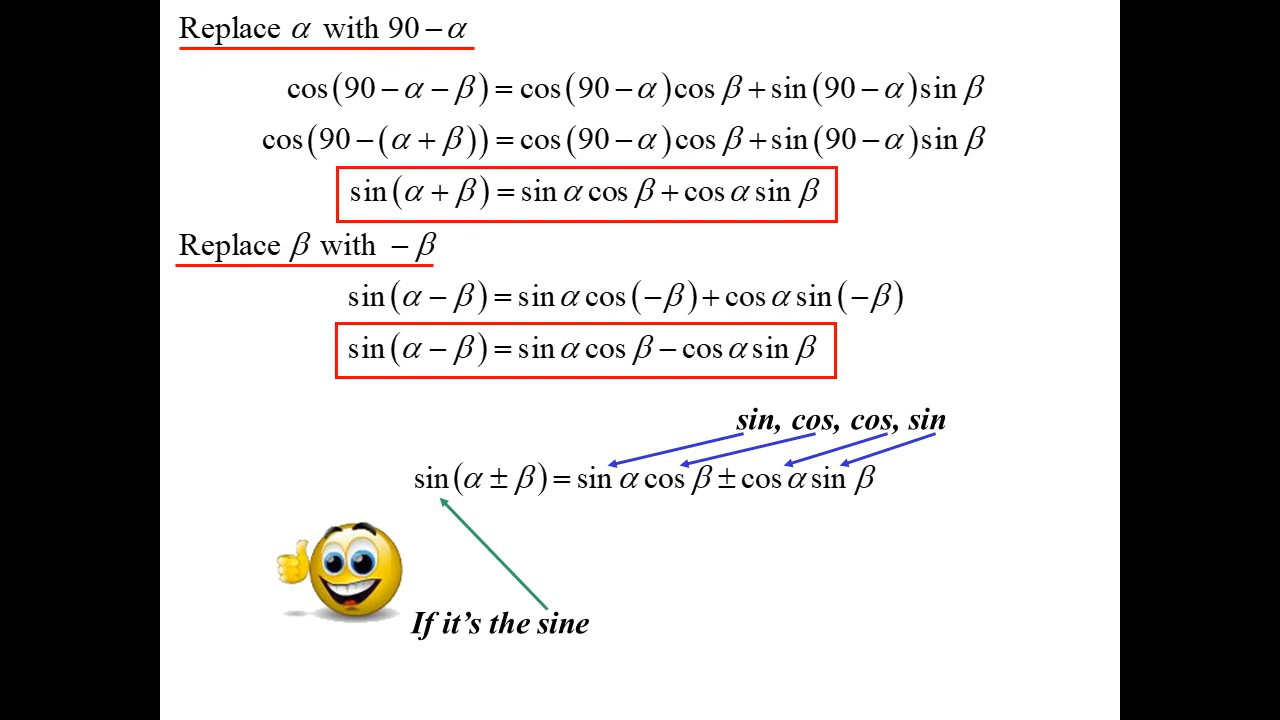 Replace α with 90 – α
cos(90 – α – β) = cos(90 – α)cos β + sin(90 – α)sin β
cos(90 – (α + β)) = cos(90 – α)cos β + sin(90 – α)sin β
sin(α + β) = sin α cos β + cos α sin β
Replace β with – β
sin(α – β) = sin α cos(–β) + cos α sin(–β)
sin(α – β) = sin α cos β – cos α sin β
sin, cos, cos, sin
sin(α ± β) = sin α cos β ± cos α sin β
If it’s the sine